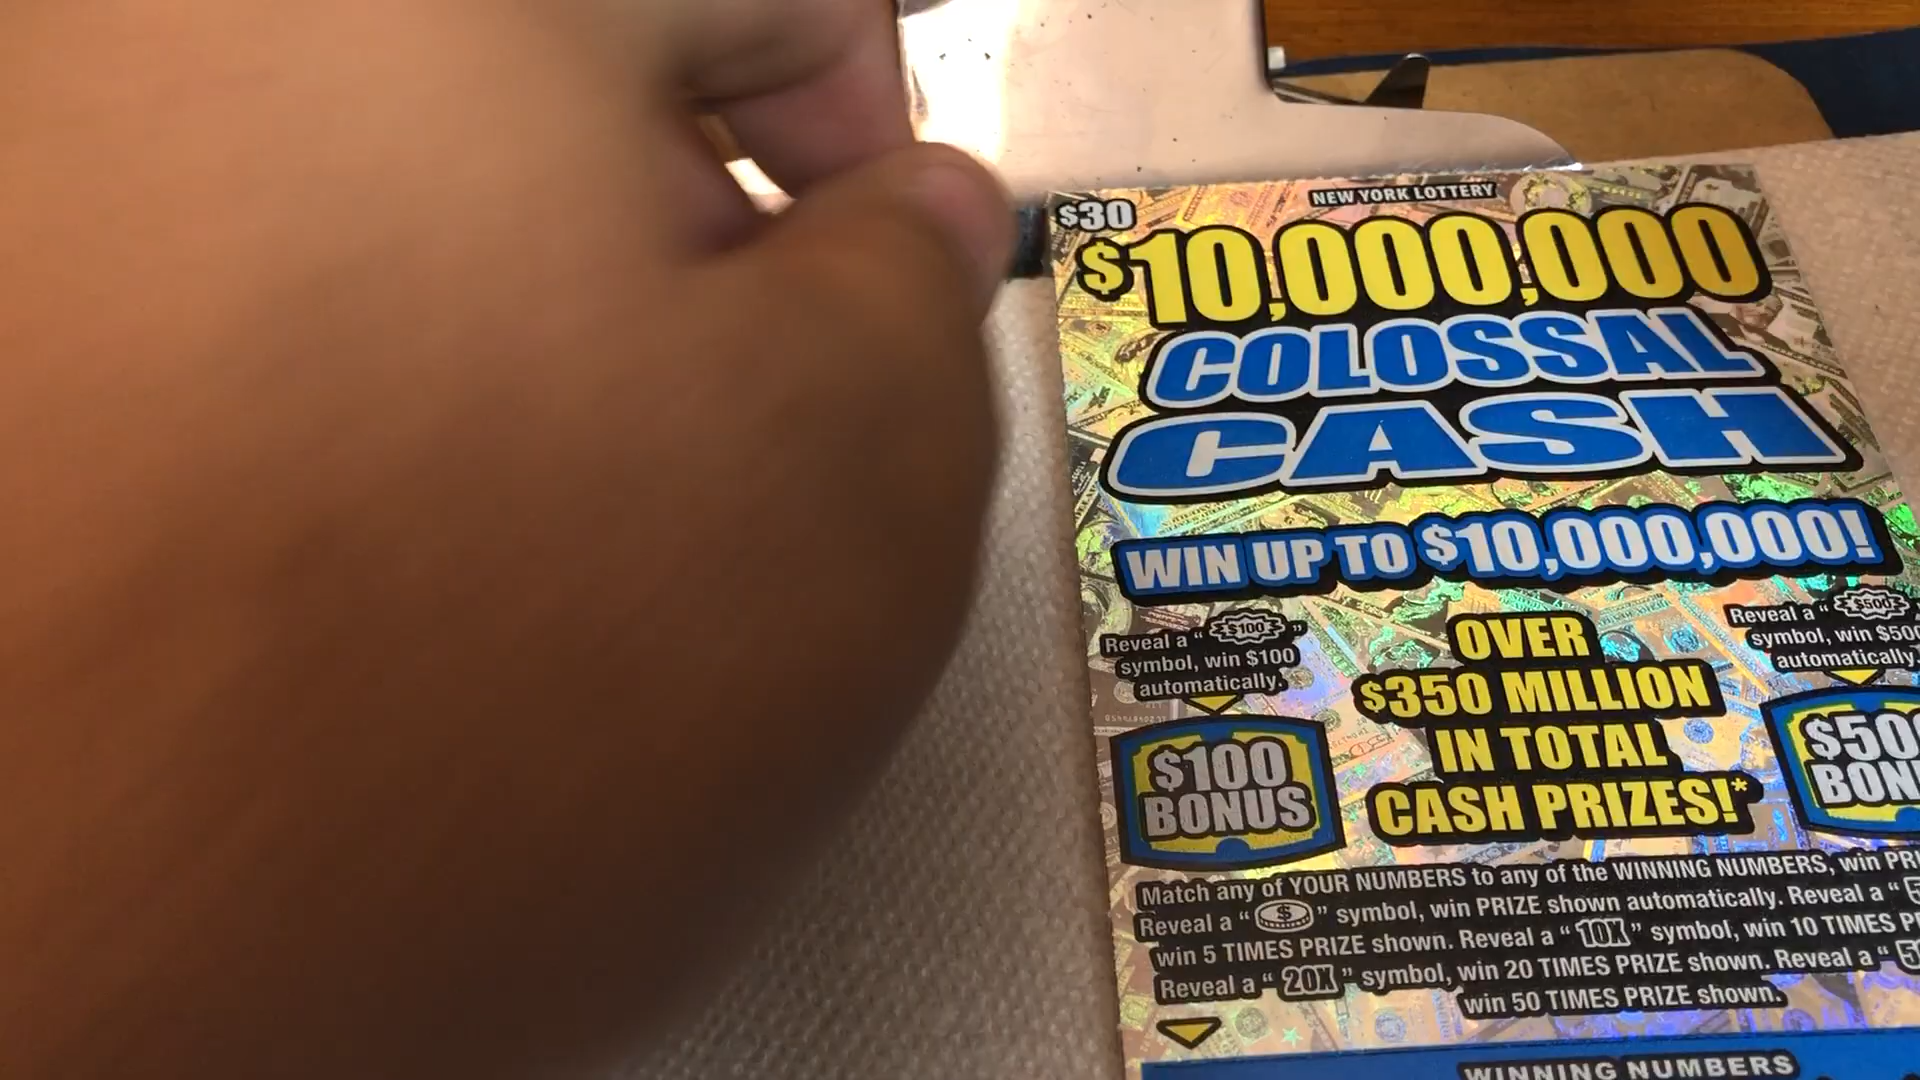 NEW YORK LOTTERY
$30
$10,000,000
COLOSSAL
CASH
WIN UP TO $10,000,000!
Reveal a " $100 "
symbol, win $100
automatically.
OVER
$350 MILLION
IN TOTAL
CASH PRIZES!*
Reveal a " $500
symbol, win $500
automatically.
$100
BONUS
$500
BON
Match any of YOUR NUMBERS to any of the WINNING NUMBERS, win
Reveal a " $ " symbol, win PRIZE shown automatically. Reveal a "
win 5 TIMES PRIZE shown. Reveal a " 10X " symbol, win 10 TIMES
Reveal a " 20X " symbol, win 20 TIMES PRIZE shown. Reveal a "
win 50 TIMES PRIZE shown.
WINNING NUMBERS